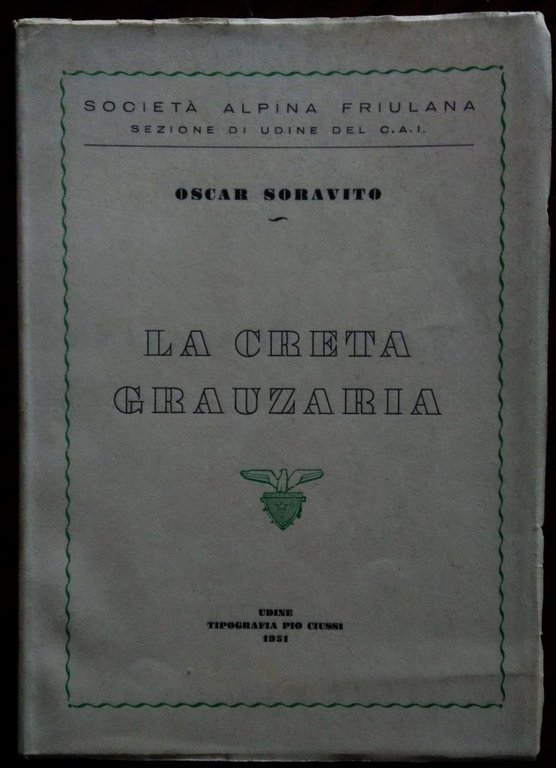 SOCIETÀ ALPINA FRIULANA
SEZIONE DI UDINE DEL C.A.I.
OSCAR SORAVITO
LA CRETA
GRAUZARIA
UDINE
TIPOGRAFIA PIO CIUSSI
1951